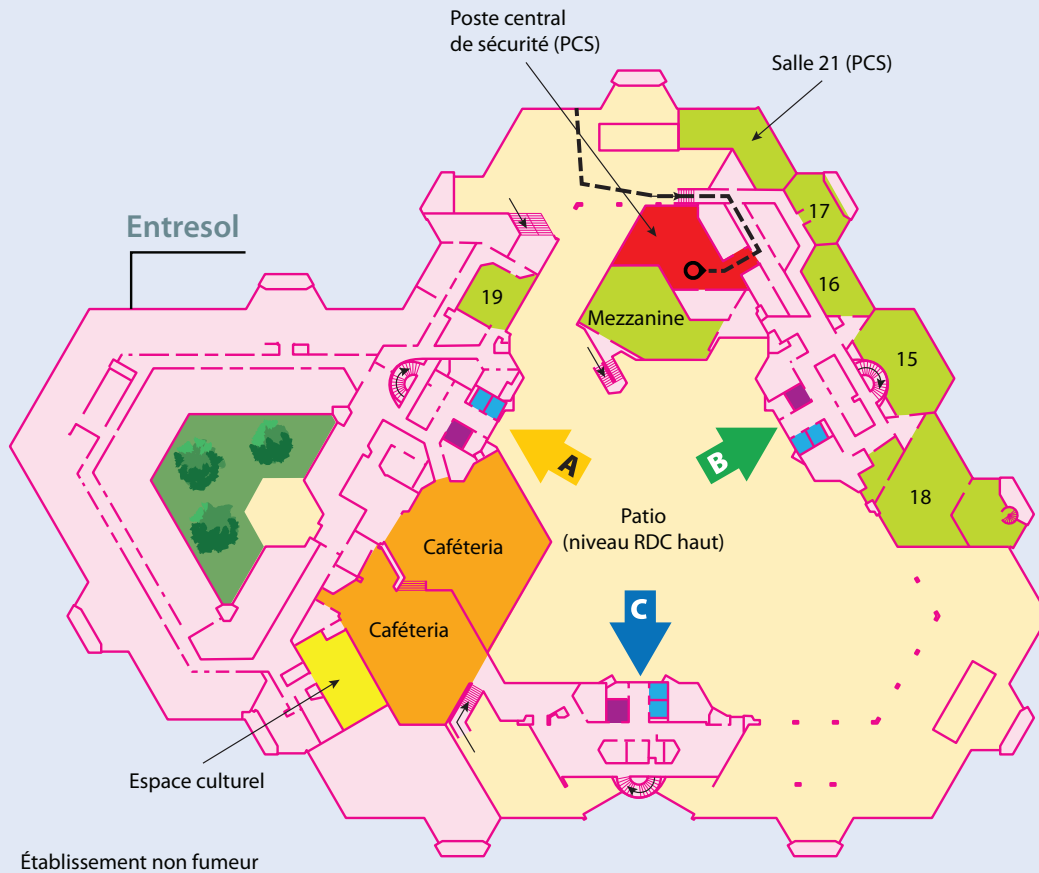 Poste central
de sécurité (PCS)
Salle 21 (PCS)
Entresol
17
16
19
Mezzanine
15
A
B
18
Patio
(niveau RDC haut)
Caféteria
C
Caféteria
Espace culturel
Établissement non fumeur